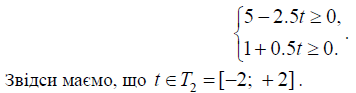 5 − 2.5t ≥ 0,
1 + 0.5t ≥ 0.
Звідси маємо, що t ∈ T₂ = [−2; +2].